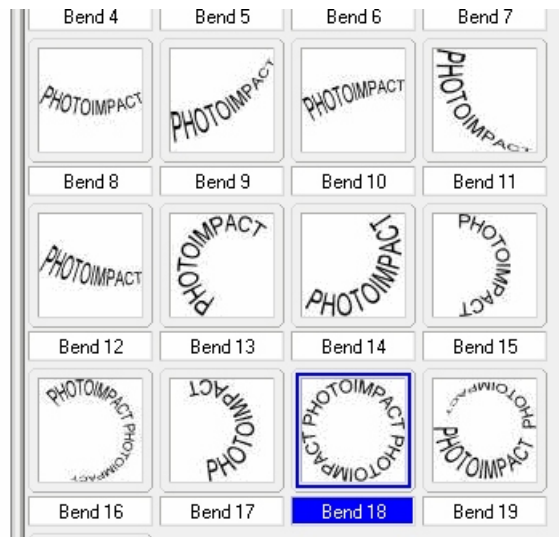 Bend 4 Bend 5 Bend 6 Bend 7
PHOTOIMPACT PHOTOIMPACT PHOTOIMPACT PHOTOIMPACT
Bend 8 Bend 9 Bend 10 Bend 11
PHOTOIMPACT PHOTOIMPACT PHOTOIMPACT PHOTOIMPACT
Bend 12 Bend 13 Bend 14 Bend 15
PHOTOIMPACT PHOTOIMPACT PHOTOIMPACT PHOTOIMPACT PHOTOIMPACT PHOTOIMPACT PHOTOIMPACT
Bend 16 Bend 17 Bend 18 Bend 19